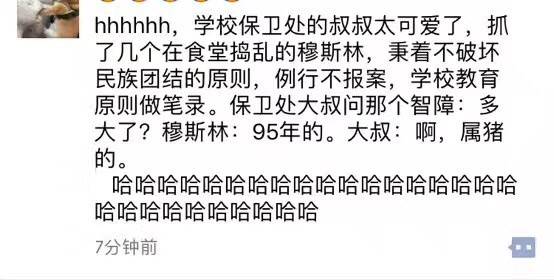 hhhhhh，学校保卫处的叔叔太可爱了，抓
了几个在食堂捣乱的穆斯林，秉着不破坏
民族团结的原则，例行不报案，学校教育
原则做笔录。保卫处大叔问那个智障：多
大了？穆斯林：95年的。大叔：啊，属猪
的。
哈哈哈哈哈哈哈哈哈哈哈哈哈哈哈哈哈哈
哈哈哈哈哈哈哈哈哈哈
7分钟前